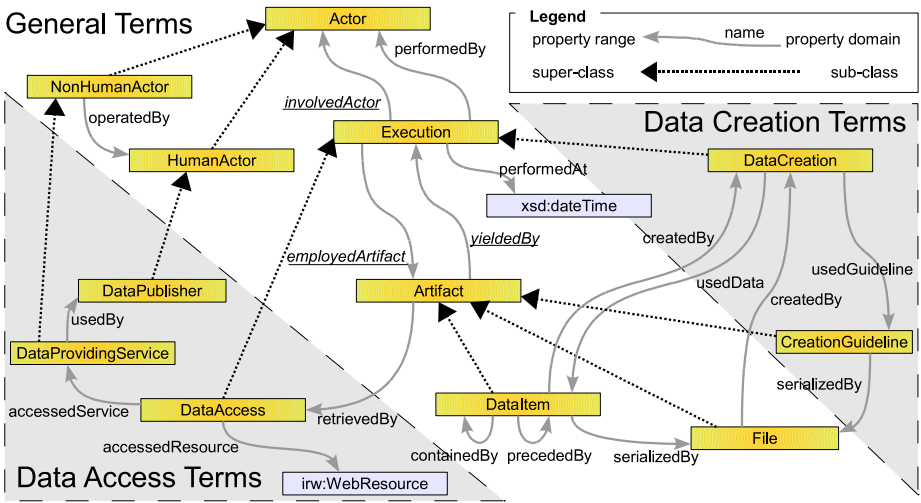 General Terms
Actor
Legend
name
property range
property domain
super-class
sub-class
performedBy
NonHumanActor
involvedActor
operatedBy
Execution
Data Creation Terms
HumanActor
DataCreation
performedAt
xsd:dateTime
createdBy
yieldedBy
employedArtifact
usedGuideline
DataPublisher
Artifact
usedData
createdBy
usedBy
DataProvidingService
CreationGuideline
serializedBy
accessedService
DataAccess
retrievedBy
DataItem
accessedResource
containedBy
precededBy
serializedBy
File
Data Access Terms
irw:WebResource